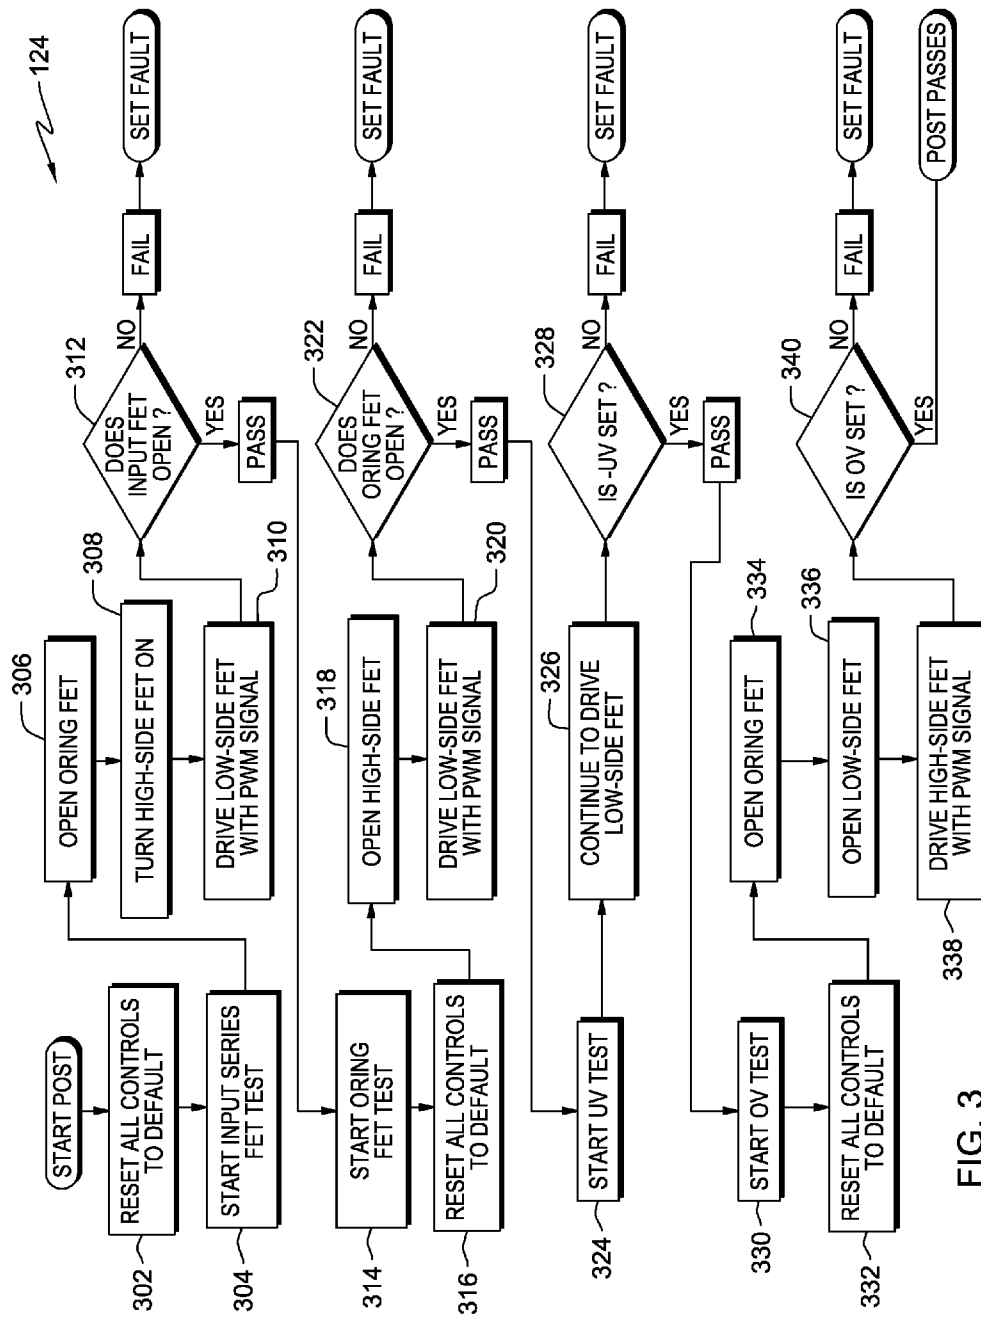 124
START POST
RESET ALL CONTROLS
TO DEFAULT
302
START INPUT SERIES
FET TEST
304
306
OPEN ORING FET
308
TURN HIGH-SIDE FET ON
DRIVE LOW-SIDE FET
WITH PWM SIGNAL
310
312
DOES
INPUT FET
OPEN ?
NO
FAIL
SET FAULT
YES
PASS
START ORING
FET TEST
314
RESET ALL CONTROLS
TO DEFAULT
316
318
OPEN HIGH-SIDE FET
DRIVE LOW-SIDE FET
WITH PWM SIGNAL
320
322
DOES
ORING FET
OPEN ?
NO
FAIL
SET FAULT
YES
PASS
START UV TEST
324
326
CONTINUE TO DRIVE
LOW-SIDE FET
328
IS -UV SET ?
NO
FAIL
SET FAULT
YES
PASS
START OV TEST
330
RESET ALL CONTROLS
TO DEFAULT
332
334
OPEN ORING FET
336
OPEN LOW-SIDE FET
DRIVE HIGH-SIDE FET
WITH PWM SIGNAL
338
340
IS OV SET ?
NO
FAIL
SET FAULT
YES
POST PASSES
FIG. 3